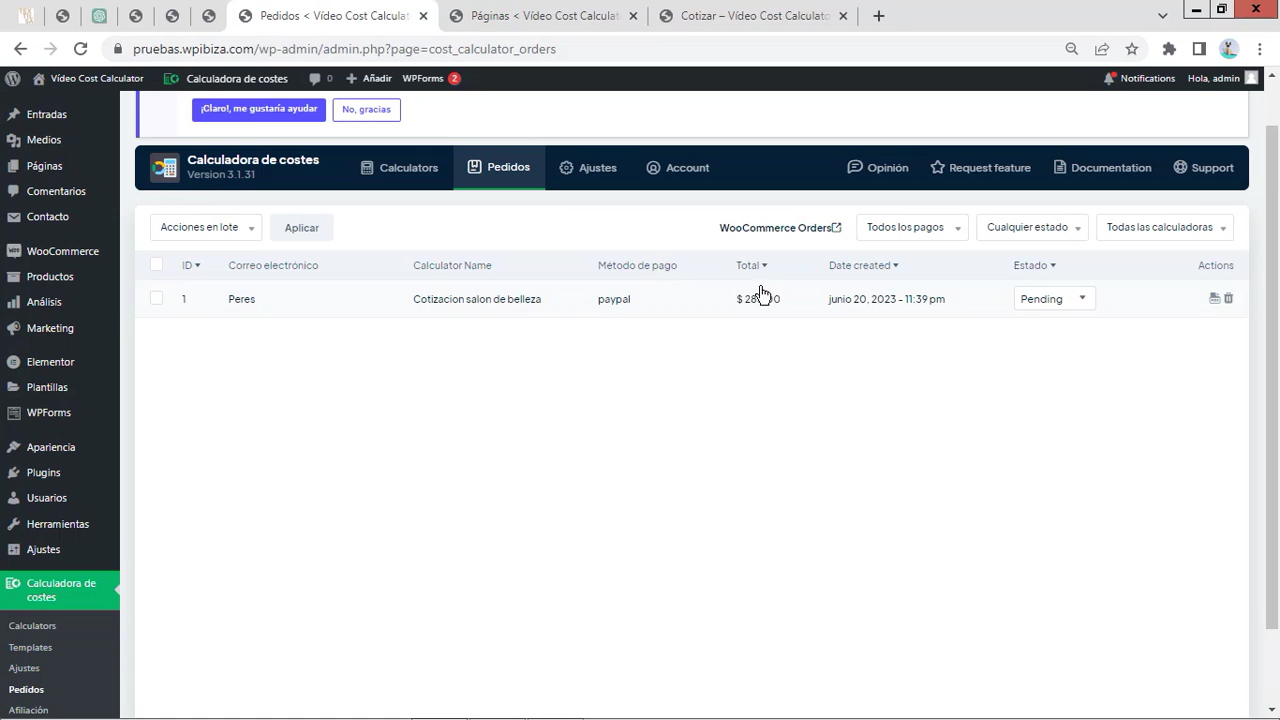 Pedidos < Vídeo Cost Calculat
Páginas < Vídeo Cost Calculat
Cotizar – Vídeo Cost Calculato
pruebas.wpibiza.com/wp-admin/admin.php?page=cost_calculator_orders
Vídeo Cost Calculator
Calculadora de costes
0
Añadir
WPForms 2
Notifications
Hola, admin
¡Claro!, me gustaría ayudar
No, gracias
Entradas
Medios
Páginas
Comentarios
Contacto
WooCommerce
Productos
Análisis
Marketing
Elementor
Plantillas
WPForms
Apariencia
Plugins
Usuarios
Herramientas
Ajustes
Calculadora de
costes
Calculators
Templates
Ajustes
Pedidos
Afiliación
Calculadora de costes
Version 3.1.31
Calculators
Pedidos
Ajustes
Account
Opinión
Request feature
Documentation
Support
Acciones en lote
Aplicar
WooCommerce Orders
Todos los pagos
Cualquier estado
Todas las calculadoras
ID Correo electrónico Calculator Name Método de pago Total Date created Estado Actions
1 Peres Cotizacion salon de belleza paypal $ junio 20, 2023 - 11:39 pm Pending